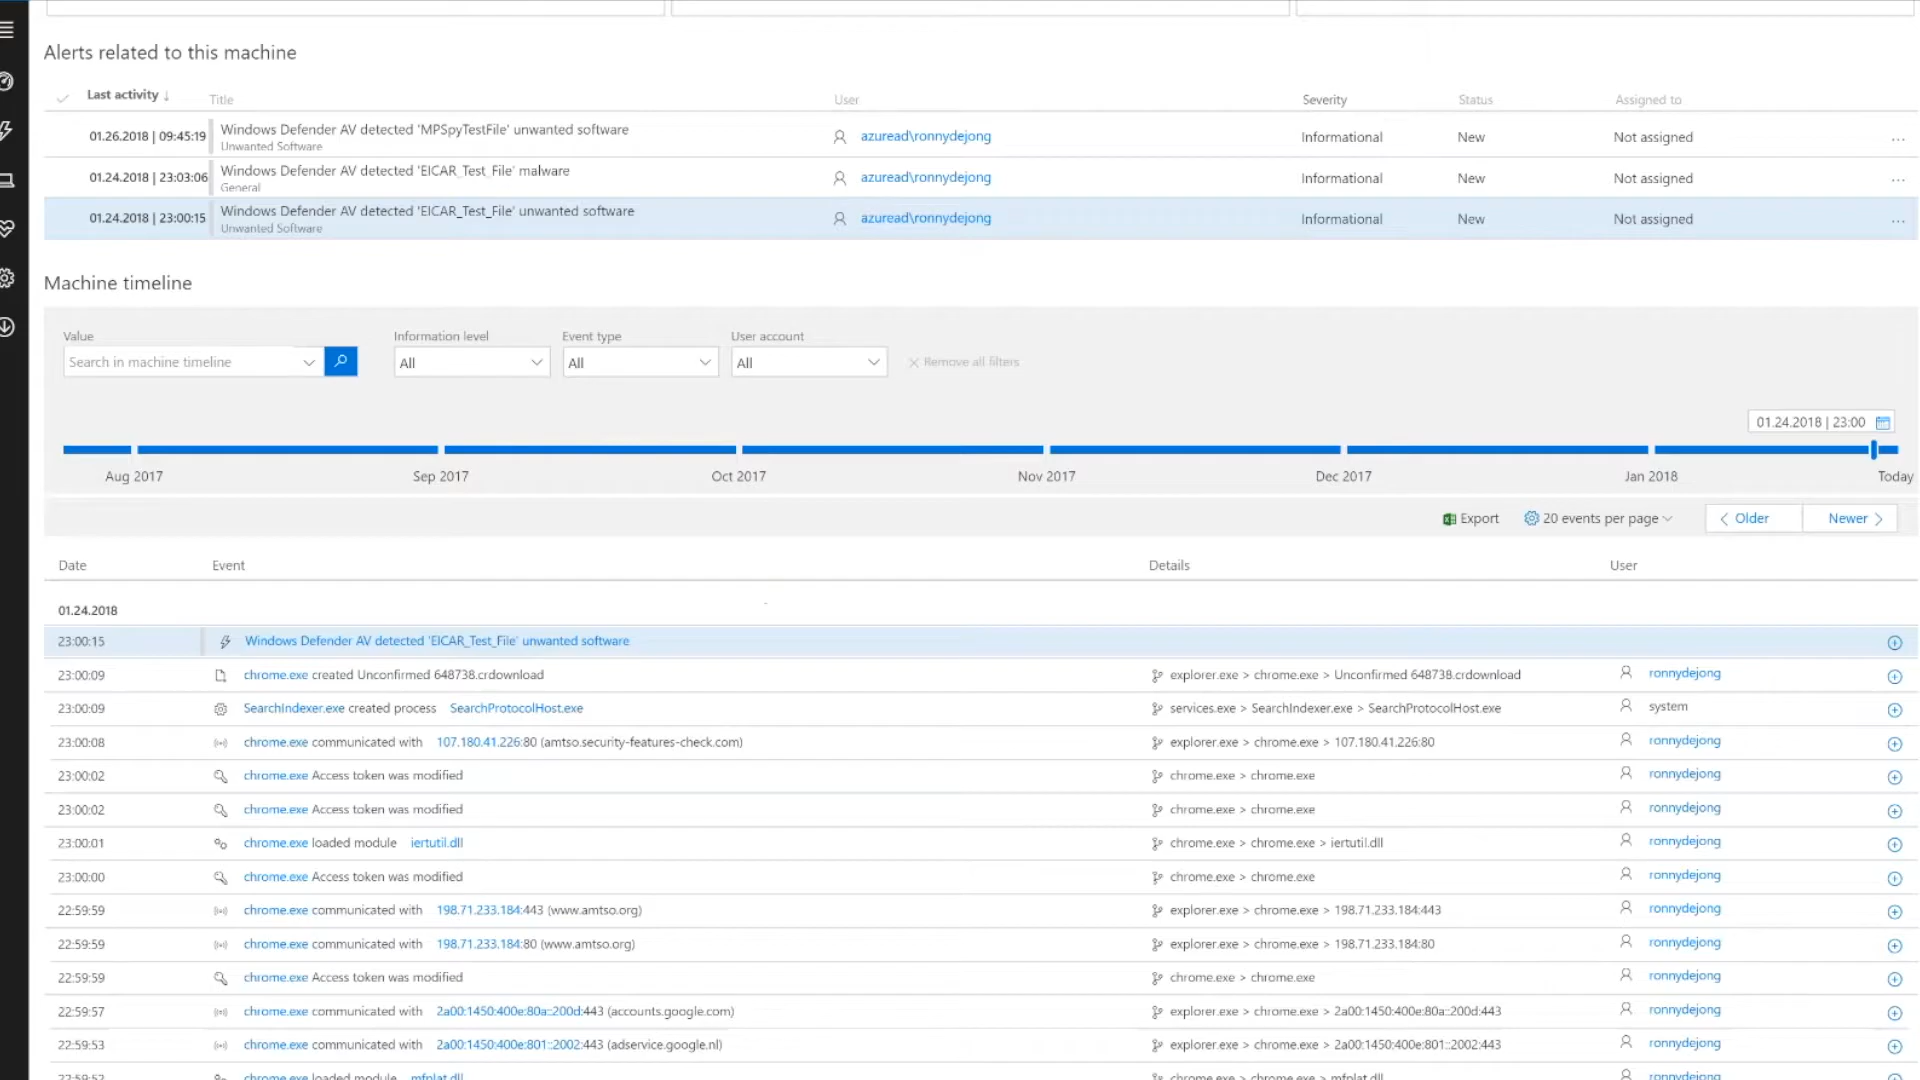 Alerts related to this machine
Last activity ↓ Title User Severity Status Assigned to
01.26.2018 | 09:45:19 Windows Defender AV detected 'MPSpyTestFile' unwanted software azuread\ronnydejong Informational New Not assigned ...
Unwanted Software
01.24.2018 | 23:03:06 Windows Defender AV detected 'EICAR_Test_File' malware azuread\ronnydejong Informational New Not assigned ...
General
01.24.2018 | 23:00:15 Windows Defender AV detected 'EICAR_Test_File' unwanted software azuread\ronnydejong Informational New Not assigned ...
Unwanted Software
Machine timeline
Value Information level Event type User account
Search in machine timeline All All All Remove all filters
01.24.2018 | 23:00
Aug 2017 Sep 2017 Oct 2017 Nov 2017 Dec 2017 Jan 2018 Today
Export 20 events per page < Older Newer >
Date Event Details User
01.24.2018
23:00:15 Windows Defender AV detected 'EICAR_Test_File' unwanted software
23:00:09 chrome.exe created Unconfirmed 648738.crdownload explorer.exe > chrome.exe > Unconfirmed 648738.crdownload ronnydejong
23:00:09 SearchIndexer.exe created process SearchProtocolHost.exe services.exe > SearchIndexer.exe > SearchProtocolHost.exe system
23:00:08 chrome.exe communicated with 107.180.41.226:80 (amtso.security-features-check.com) explorer.exe > chrome.exe > 107.180.41.226:80 ronnydejong
23:00:02 chrome.exe Access token was modified chrome.exe > chrome.exe ronnydejong
23:00:02 chrome.exe Access token was modified chrome.exe > chrome.exe ronnydejong
23:00:01 chrome.exe loaded module iertutil.dll chrome.exe > chrome.exe > iertutil.dll ronnydejong
23:00:00 chrome.exe Access token was modified chrome.exe > chrome.exe ronnydejong
22:59:59 chrome.exe communicated with 198.71.233.184:443 (www.amtso.org) explorer.exe > chrome.exe > 198.71.233.184:443 ronnydejong
22:59:59 chrome.exe communicated with 198.71.233.184:80 (www.amtso.org) explorer.exe > chrome.exe > 198.71.233.184:80 ronnydejong
22:59:59 chrome.exe Access token was modified chrome.exe > chrome.exe ronnydejong
22:59:57 chrome.exe communicated with 2a00:1450:400e:80a::200d:443 (accounts.google.com) explorer.exe > chrome.exe > 2a00:1450:400e:80a::200d:443 ronnydejong
22:59:53 chrome.exe communicated with 2a00:1450:400e:801::2002:443 (adservice.google.nl) explorer.exe > chrome.exe > 2a00:1450:400e:801::2002:443 ronnydejong
22:59:52 chrome.exe loaded module mfplat.dll chrome.exe > chrome.exe > mfplat.dll ronnydejong